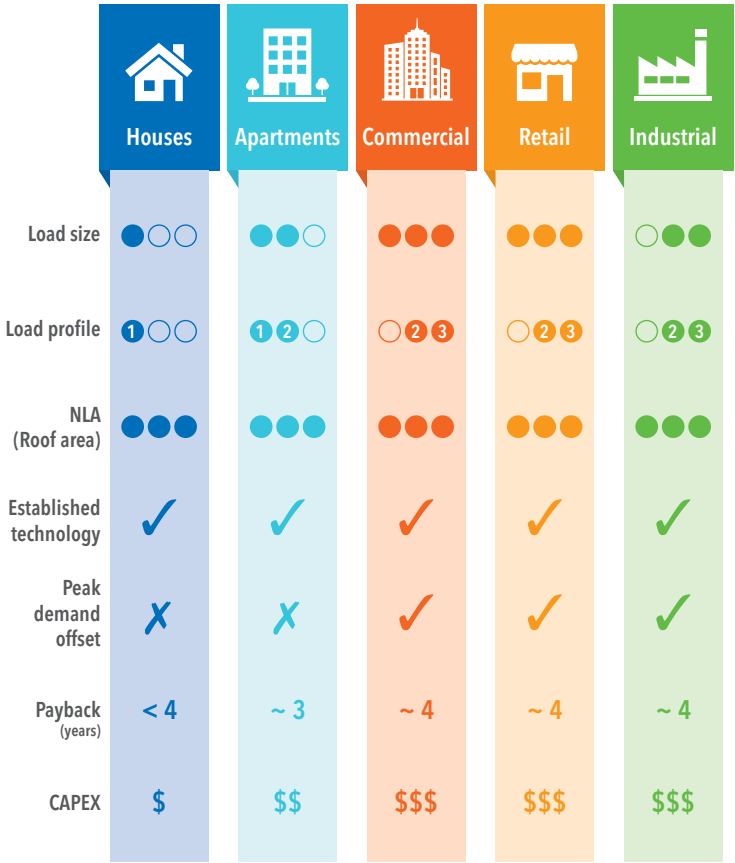 Houses Apartments Commercial Retail Industrial
Load size
Load profile 1 1 2 2 3 2 3 2 3
NLA
(Roof area)
Established
technology ✓ ✓ ✓ ✓ ✓
Peak
demand ✗ ✗ ✓ ✓ ✓
offset
Payback < 4 ~ 3 ~ 4 ~ 4 ~ 4
(years)
CAPEX $ $$ $$$ $$$ $$$